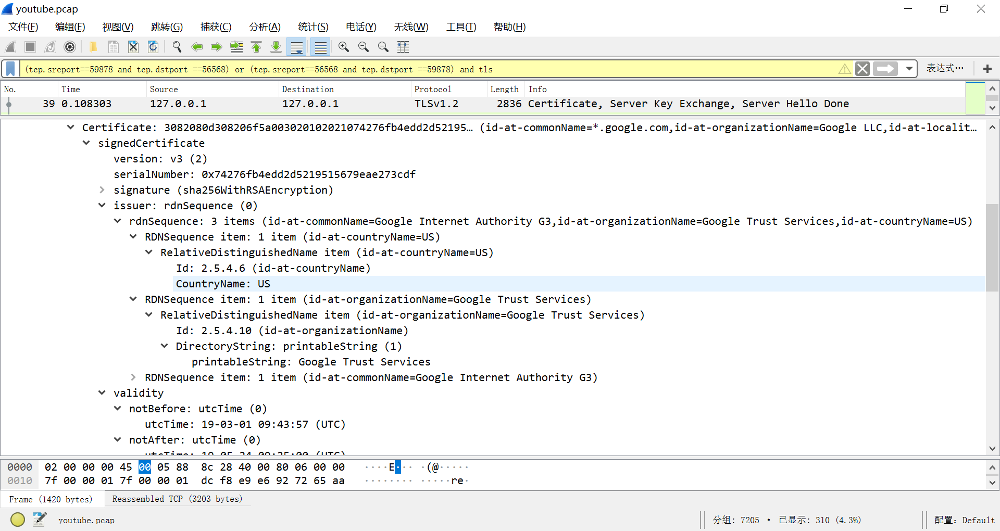 youtube.pcap
文件(F) 编辑(E) 视图(V) 跳转(G) 捕获(C) 分析(A) 统计(S) 电话(Y) 无线(W) 工具(T) 帮助(H)
(tcp.srcport==59878 and tcp.dstport ==56568) or (tcp.srcport==56568 and tcp.dstport ==59878) and tls 表达式…
No. Time Source Destination Protocol Length Info
39 0.108303 127.0.0.1 127.0.0.1 TLSv1.2 2836 Certificate, Server Key Exchange, Server Hello Done
Certificate: 3082080d308206f5a003020102021074276fb4edd2d52195… (id-at-commonName=*.google.com,id-at-organizationName=Google LLC,id-at-localit…
signedCertificate
version: v3 (2)
serialNumber: 0x74276fb4edd2d5219515679eae273cdf
signature (sha256WithRSAEncryption)
issuer: rdnSequence (0)
rdnSequence: 3 items (id-at-commonName=Google Internet Authority G3,id-at-organizationName=Google Trust Services,id-at-countryName=US)
RDNSequence item: 1 item (id-at-countryName=US)
RelativeDistinguishedName item (id-at-countryName=US)
Id: 2.5.4.6 (id-at-countryName)
CountryName: US
RDNSequence item: 1 item (id-at-organizationName=Google Trust Services)
RelativeDistinguishedName item (id-at-organizationName=Google Trust Services)
Id: 2.5.4.10 (id-at-organizationName)
DirectoryString: printableString (1)
printableString: Google Trust Services
RDNSequence item: 1 item (id-at-commonName=Google Internet Authority G3)
validity
notBefore: utcTime (0)
utcTime: 19-03-01 09:43:57 (UTC)
notAfter: utcTime (0)
0000 02 00 00 00 45 00 05 88 8c 28 40 00 80 06 00 00 ····E··· ·(@·····
0010 7f 00 00 01 7f 00 00 01 dc f8 e9 e6 92 72 65 aa ········ ·····re·
Frame (1420 bytes) Reassembled TCP (3203 bytes)
youtube.pcap 分组: 7205 · 已显示: 310 (4.3%) 配置: Default